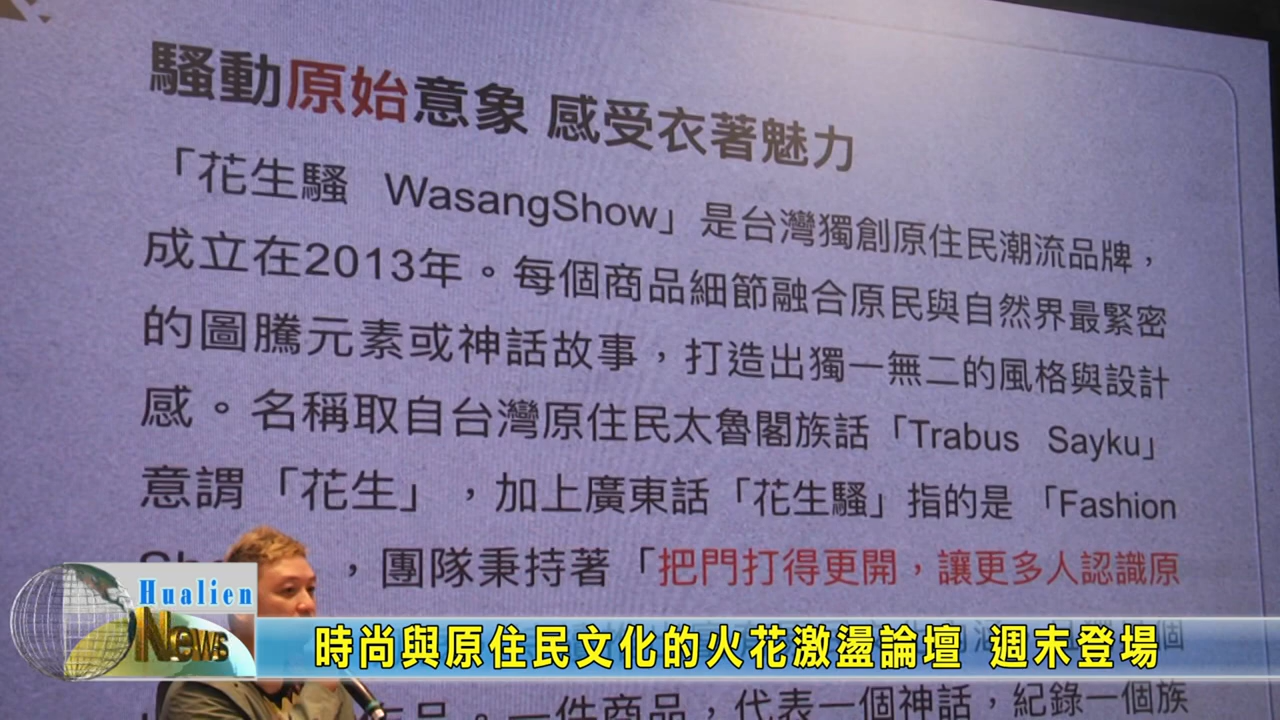 騷動原始意象 感受衣著魅力
「花生騷 WasangShow」是台灣獨創原住民潮流品牌，
成立在2013年。每個商品細節融合原民與自然界最緊密
的圖騰元素或神話故事，打造出獨一無二的風格與設計
感。名稱取自台灣原住民太魯閣族話「Trabus Sayku」
意謂「花生」，加上廣東話「花生騷」指的是「Fashion
，團隊秉持著「把門打得更開，讓更多人認識原
Hualien
News
時尚與原住民文化的火花激盪論壇 週末登場
品。一件商品，代表一個神話，紀錄一個族